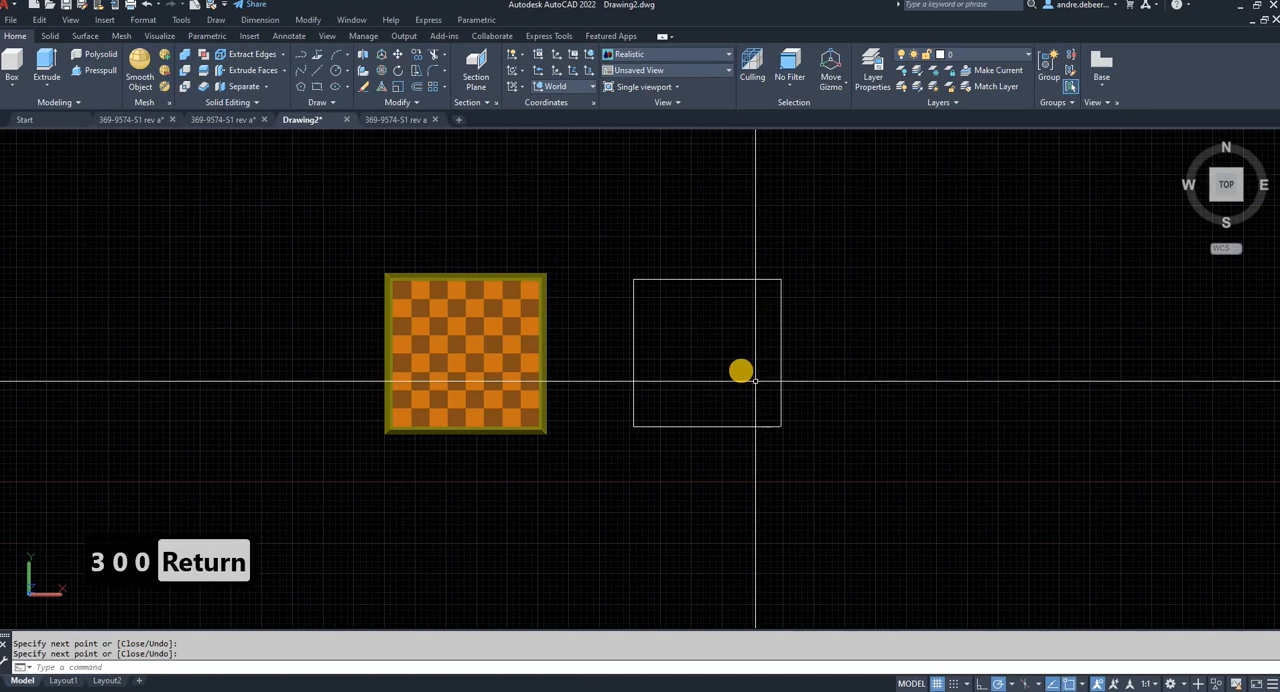 Share Autodesk AutoCAD 2022 Drawing2.dwg Type a keyword or phrase andre.debeer...
File Edit View Insert Format Tools Draw Dimension Modify Window Help Express Parametric
Home Solid Surface Mesh Visualize Parametric Insert Annotate View Manage Output Add-ins Collaborate Express Tools Featured Apps
Box Extrude Polysolid Presspull Smooth Object Extract Edges Extrude Faces Separate Section Plane World Realistic Unsaved View Single viewport Culling No Filter Move Gizmo Layer Properties 0 Make Current Match Layer Group Base
Modeling Mesh Solid Editing Draw Modify Section Coordinates View Selection Layers Groups View
Start 369-9574-S1 rev a* 369-9574-S1 rev a* Drawing2* 369-9574-S1 rev a
N
W TOP E
S
WCS
3 0 0 Return
Y
X
Specify next point or [Close/Undo]:
Specify next point or [Close/Undo]:
Type a command
Model Layout1 Layout2 + MODEL 1:1